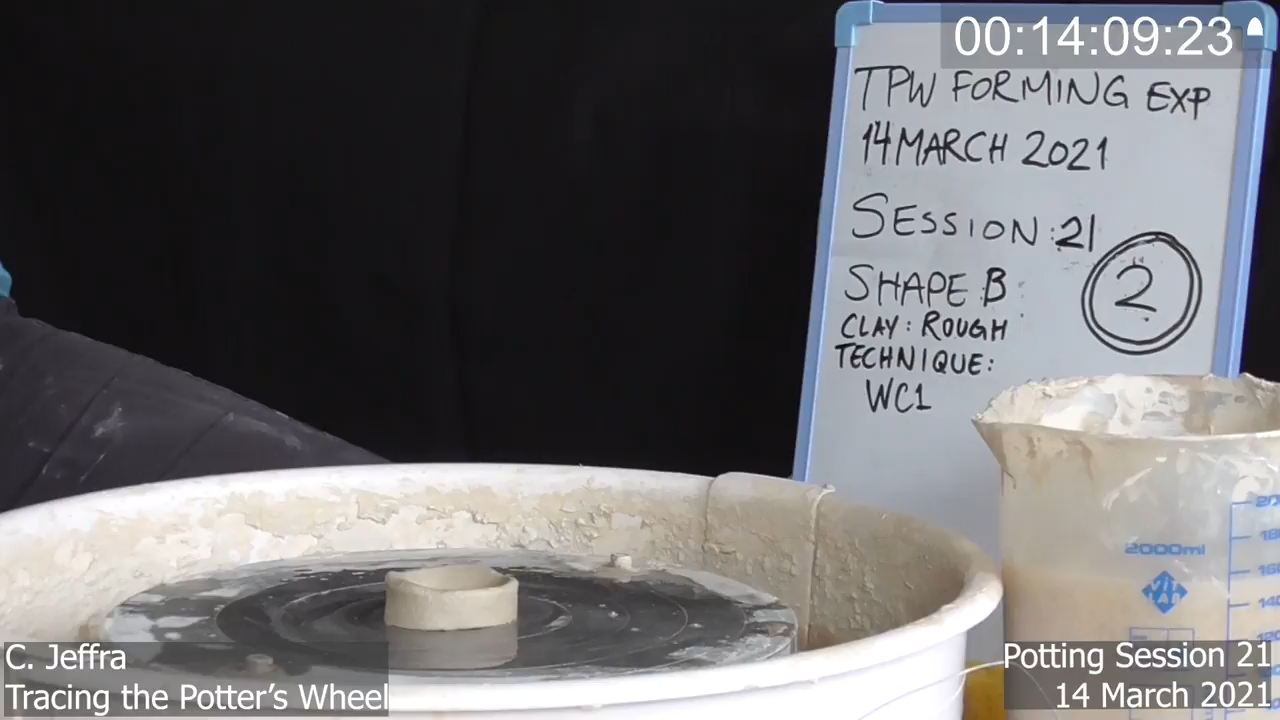 00:14:09:23
TPW FORMING EXP
14 MARCH 2021
SESSION: 21
SHAPE B
2
CLAY: ROUGH
TECHNIQUE:
WC1
2000ml
C. Jeffra
Tracing the Potter's Wheel
Potting Session 21
14 March 2021